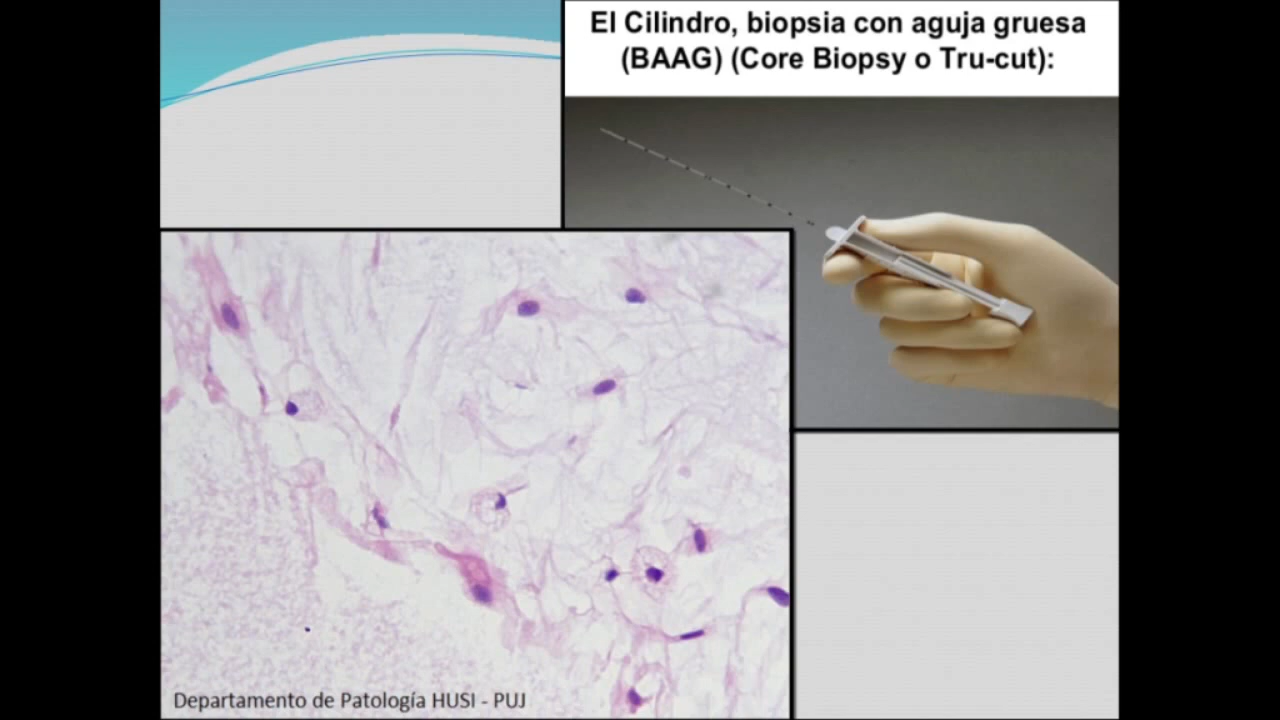 El Cilindro, biopsia con aguja gruesa
(BAAG) (Core Biopsy o Tru-cut):
Departamento de Patología HUSI - PUJ